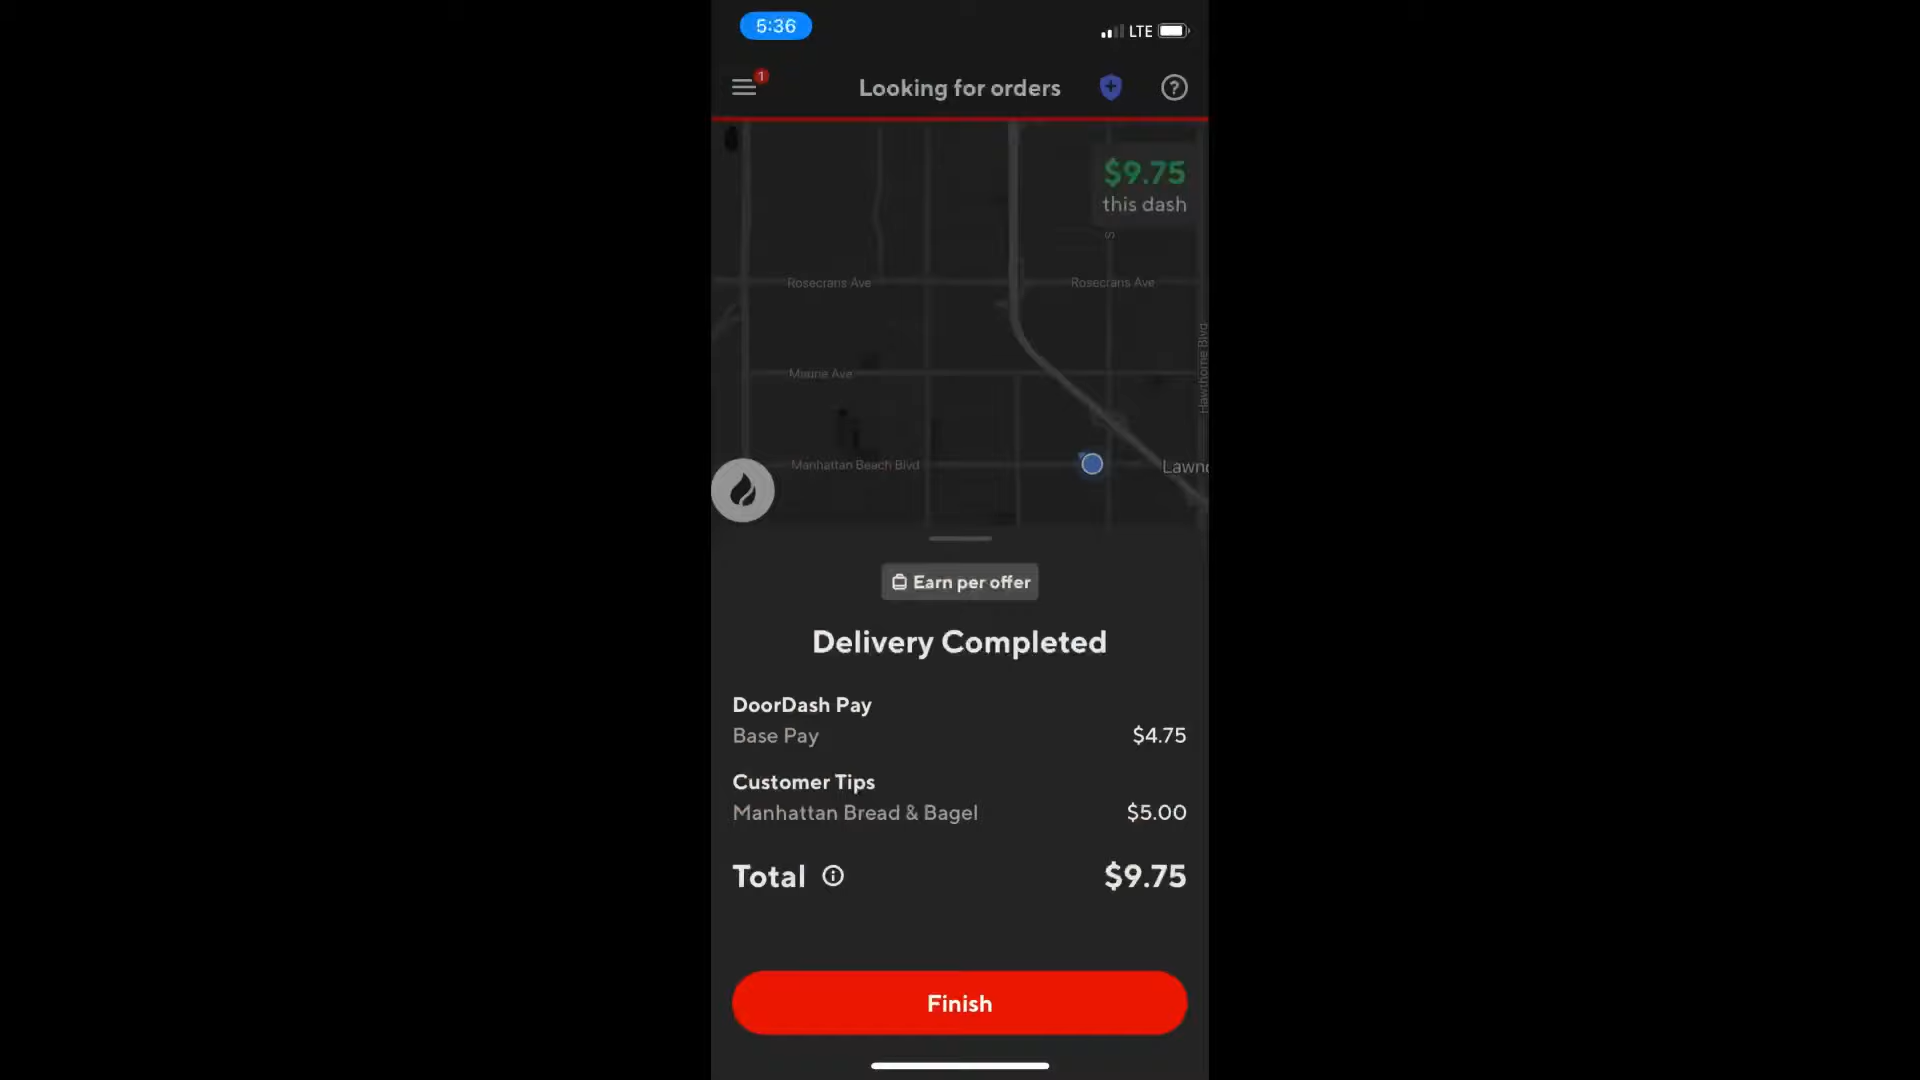 5:36
LTE
1
Looking for orders
$9.75
this dash
S
Rosecrans Ave
Rosecrans Ave
Hawthorne Blvd
Marine Ave
Manhattan Beach Blvd
Lawnd
Earn per offer
Delivery Completed
DoorDash Pay
Base Pay $4.75
Customer Tips
Manhattan Bread & Bagel $5.00
Total $9.75
Finish